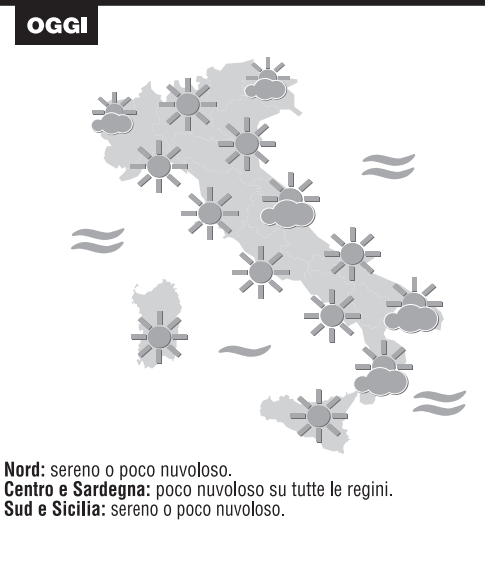 OGGI
Nord: sereno o poco nuvoloso.
Centro e Sardegna: poco nuvoloso su tutte le regini.
Sud e Sicilia: sereno o poco nuvoloso.